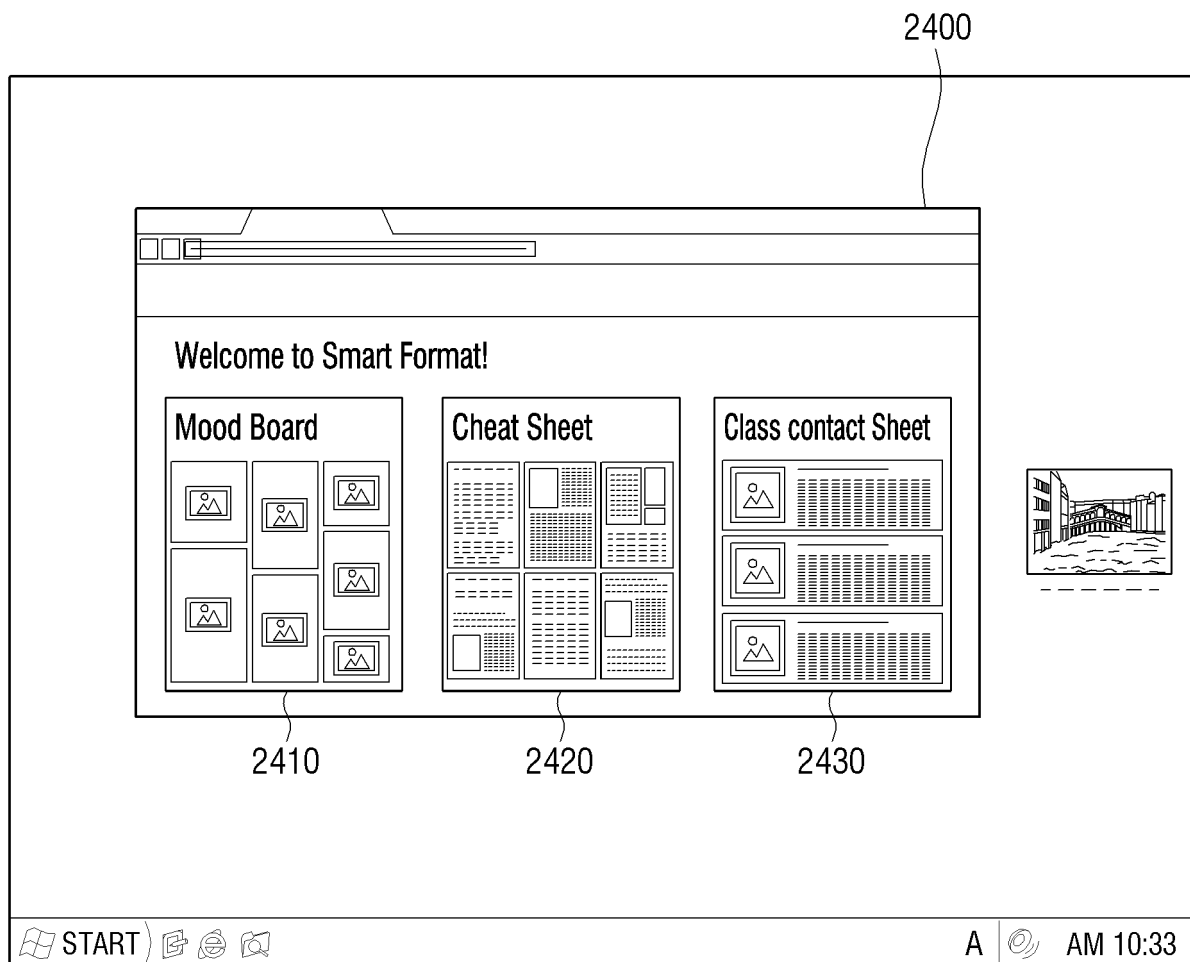 2400
Welcome to Smart Format!
Mood Board
Cheat Sheet
Class contact Sheet
2410
2420
2430
START
A
AM 10:33